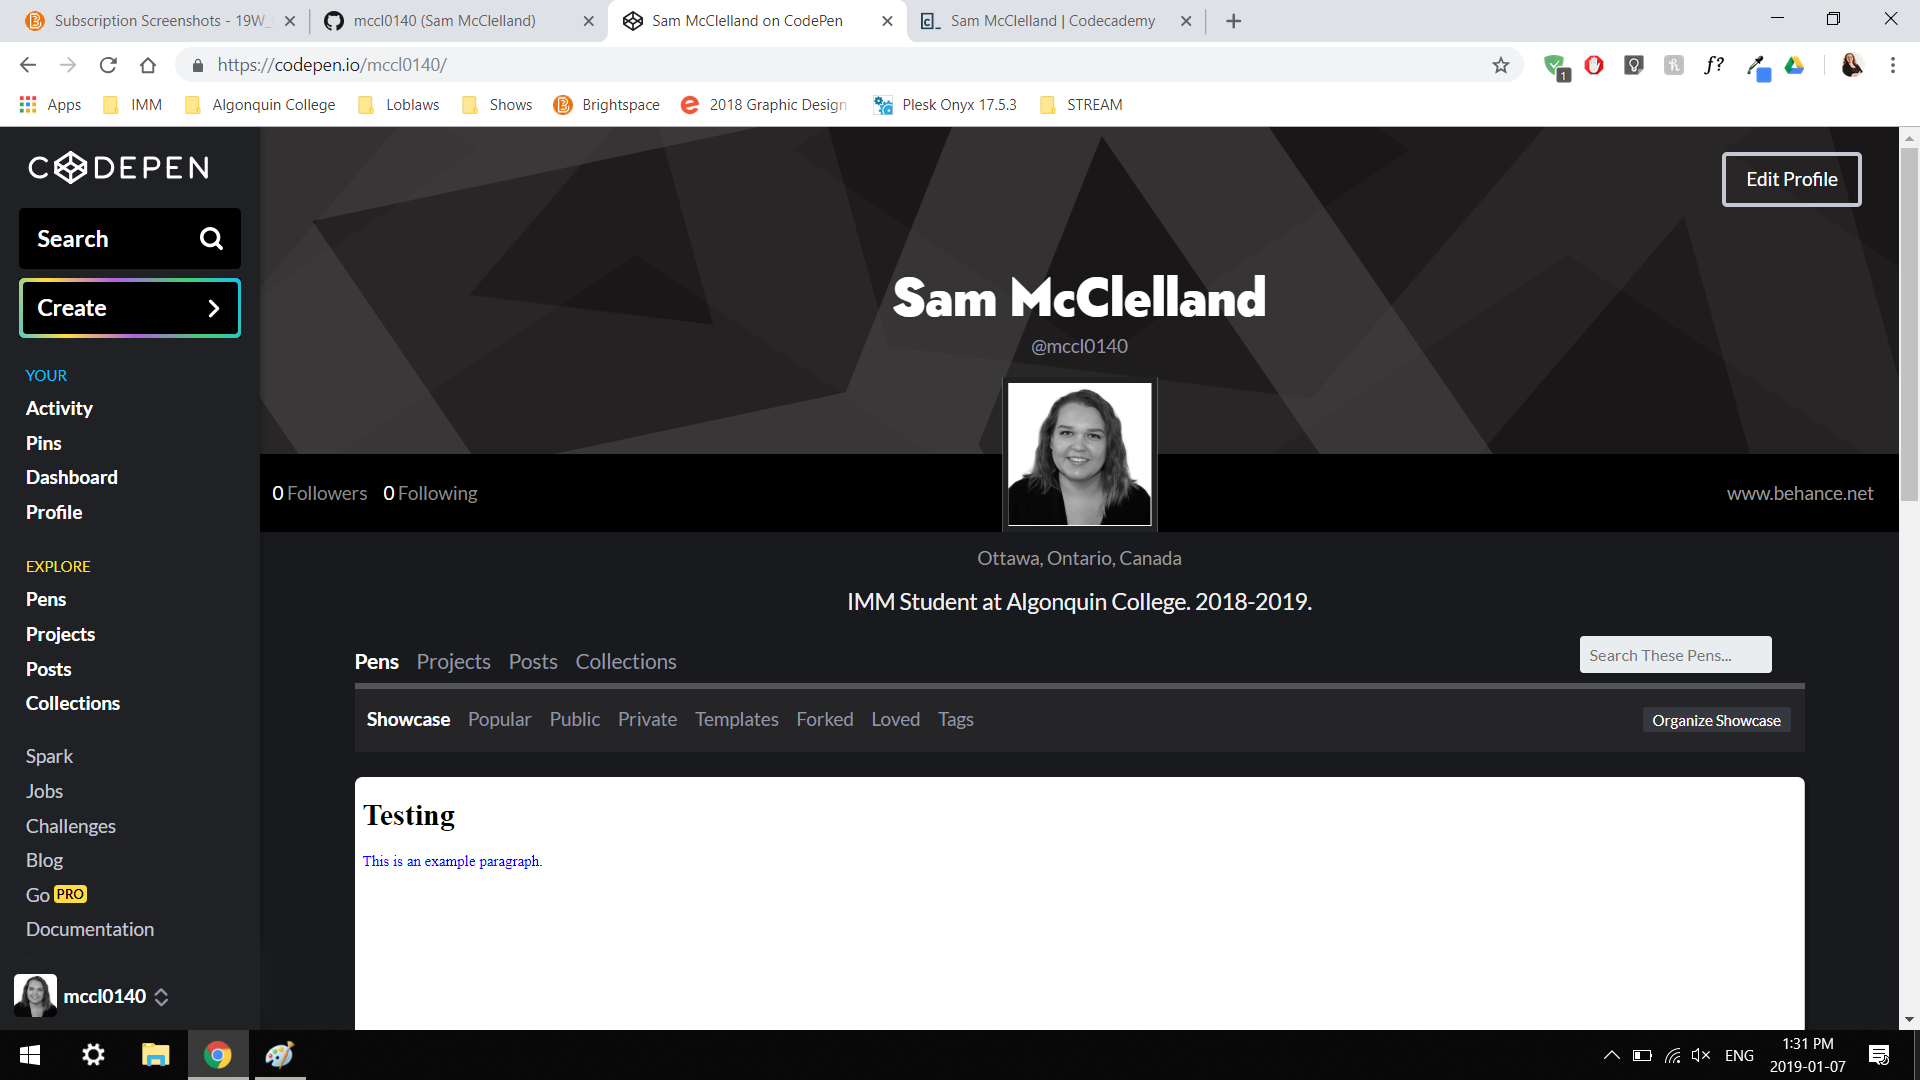 Subscription Screenshots - 19W_
mccl0140 (Sam McClelland)
Sam McClelland on CodePen
Sam McClelland | Codecademy
https://codepen.io/mccl0140/
1
f?
Apps
IMM
Algonquin College
Loblaws
Shows
Brightspace
2018 Graphic Design
Plesk Onyx 17.5.3
STREAM
CODEPEN
Edit Profile
Search
Create
Sam McClelland
@mccl0140
YOUR
Activity
Pins
Dashboard
Profile
0 Followers 0 Following
www.behance.net
Ottawa, Ontario, Canada
IMM Student at Algonquin College. 2018-2019.
EXPLORE
Pens
Projects
Posts
Collections
Pens Projects Posts Collections
Search These Pens...
Showcase Popular Public Private Templates Forked Loved Tags
Organize Showcase
Spark
Jobs
Challenges
Blog
Go PRO
Documentation
Testing
This is an example paragraph.
mccl0140
ENG
1:31 PM
2019-01-07